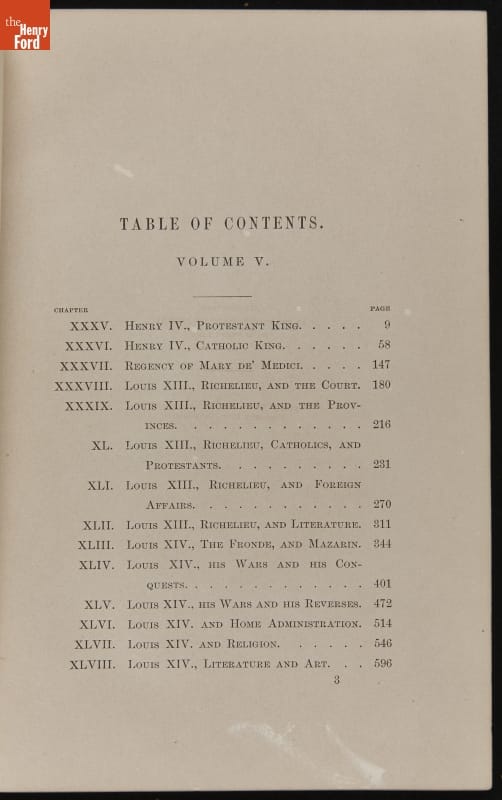 the
Henry
Ford
TABLE OF CONTENTS.
VOLUME V.
CHAPTER PAGE
XXXV. Henry IV., Protestant King. . . . . 9
XXXVI. Henry IV., Catholic King. . . . . . 58
XXXVII. Regency of Mary de' Medici. . . . . 147
XXXVIII. Louis XIII., Richelieu, and the Court. 180
XXXIX. Louis XIII., Richelieu, and the Prov-
inces. . . . . . . . . . . . . 216
XL. Louis XIII., Richelieu, Catholics, and
Protestants. . . . . . . . . . 231
XLI. Louis XIII., Richelieu, and Foreign
Affairs. . . . . . . . . . . . 270
XLII. Louis XIII., Richelieu, and Literature. 311
XLIII. Louis XIV., The Fronde, and Mazarin. 344
XLIV. Louis XIV., his Wars and his Con-
quests. . . . . . . . . . . . . 401
XLV. Louis XIV., his Wars and his Reverses. 472
XLVI. Louis XIV. and Home Administration. 514
XLVII. Louis XIV. and Religion. . . . . . 546
XLVIII. Louis XIV., Literature and Art. . . 596
3